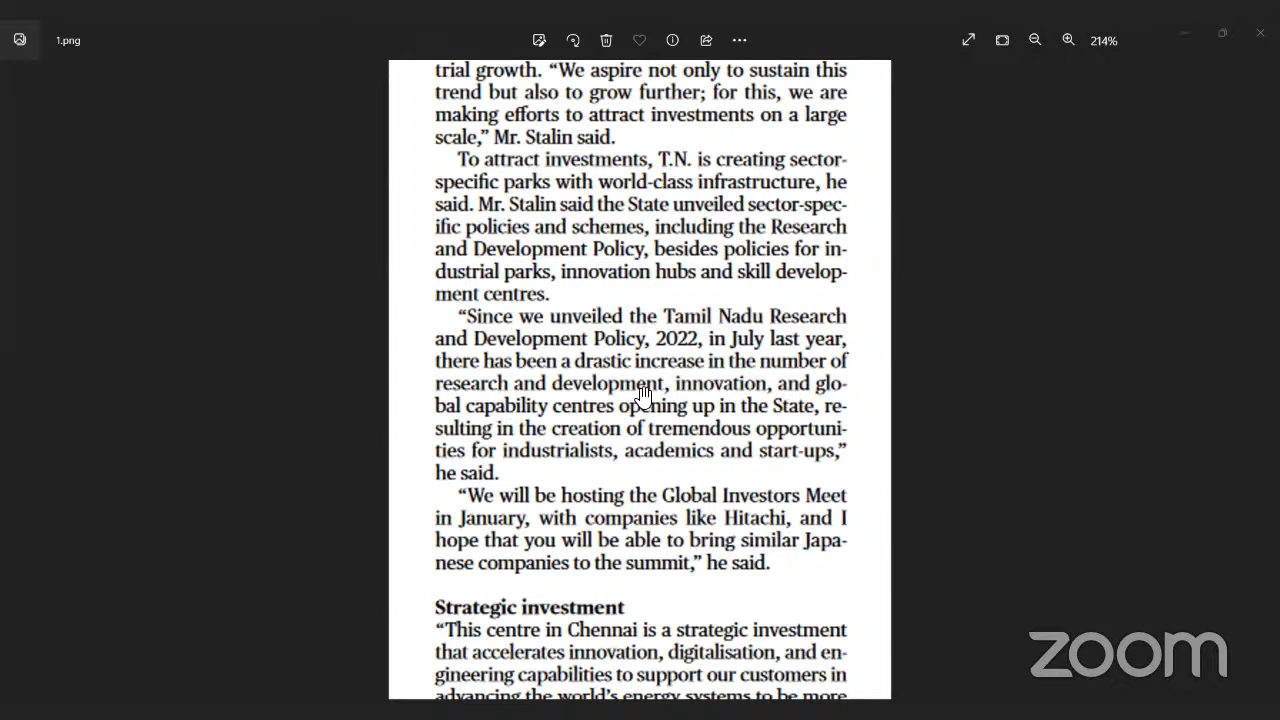 1.png
214%
trial growth. “We aspire not only to sustain this
trend but also to grow further; for this, we are
making efforts to attract investments on a large
scale,” Mr. Stalin said.
To attract investments, T.N. is creating sector-
specific parks with world-class infrastructure, he
said. Mr. Stalin said the State unveiled sector-spec-
ific policies and schemes, including the Research
and Development Policy, besides policies for in-
dustrial parks, innovation hubs and skill develop-
ment centres.
“Since we unveiled the Tamil Nadu Research
and Development Policy, 2022, in July last year,
there has been a drastic increase in the number of
research and development, innovation, and glo-
bal capability centres opening up in the State, re-
sulting in the creation of tremendous opportuni-
ties for industrialists, academics and start-ups,”
he said.
“We will be hosting the Global Investors Meet
in January, with companies like Hitachi, and I
hope that you will be able to bring similar Japa-
nese companies to the summit,” he said.
Strategic investment
“This centre in Chennai is a strategic investment
that accelerates innovation, digitalisation, and en-
gineering capabilities to support our customers in
advancing the world’s energy systems to be more
zoom